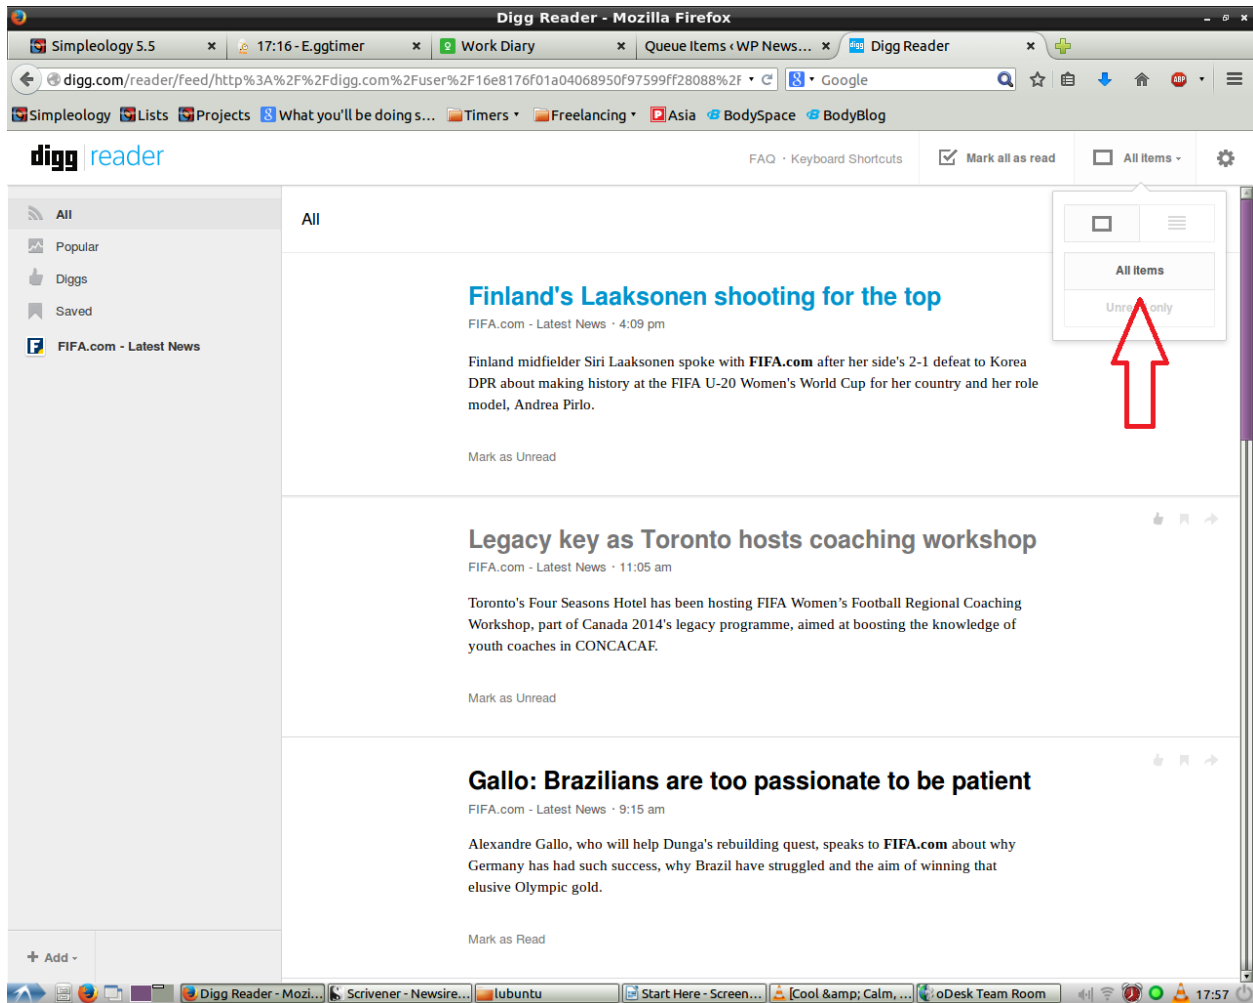 Digg Reader - Mozilla Firefox
Simpleology 5.5
17:16 - E.ggtimer
Work Diary
Queue Items ‹ WP News...
Digg Reader
digg.com/reader/feed/http%3A%2F%2Fdigg.com%2Fuser%2F16e8176f01a04068950f97599ff28088%2F
Google
ABP
Simpleology
Lists
Projects
What you'll be doing s...
Timers
Freelancing
Asia
BodySpace
BodyBlog
digg reader
FAQ · Keyboard Shortcuts
Mark all as read
All items
All
Popular
Diggs
Saved
FIFA.com - Latest News
All
All items
Unread only
Finland's Laaksonen shooting for the top
FIFA.com - Latest News · 4:09 pm
Finland midfielder Siri Laaksonen spoke with FIFA.com after her side's 2-1 defeat to Korea
DPR about making history at the FIFA U-20 Women's World Cup for her country and her role
model, Andrea Pirlo.
Mark as Unread
Legacy key as Toronto hosts coaching workshop
FIFA.com - Latest News · 11:05 am
Toronto's Four Seasons Hotel has been hosting FIFA Women’s Football Regional Coaching
Workshop, part of Canada 2014's legacy programme, aimed at boosting the knowledge of
youth coaches in CONCACAF.
Mark as Unread
Gallo: Brazilians are too passionate to be patient
FIFA.com - Latest News · 9:15 am
Alexandre Gallo, who will help Dunga's rebuilding quest, speaks to FIFA.com about why
Germany has had such success, why Brazil have struggled and the aim of winning that
elusive Olympic gold.
Mark as Read
+ Add
Digg Reader - Mozi...
Scrivener - Newsire...
lubuntu
Start Here - Screen...
[Cool &amp; Calm, ...
oDesk Team Room
17:57